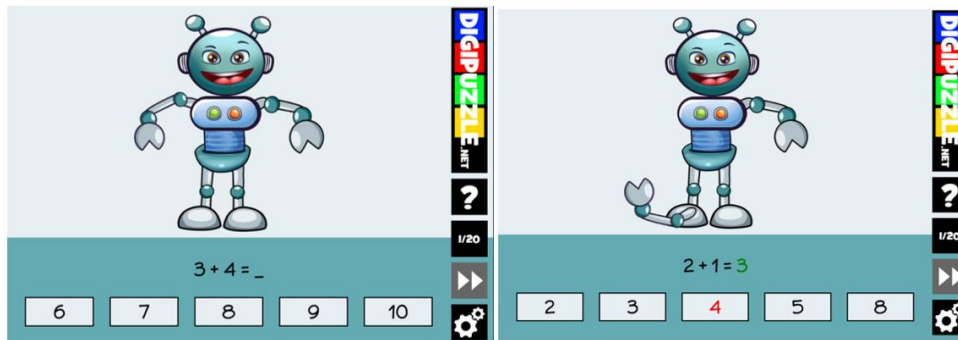 DIGIPUZZLE.NET
?
1/20
3 + 4 = _
6 7 8 9 10
DIGIPUZZLE.NET
?
1/20
2 + 1 = 3
2 3 4 5 8